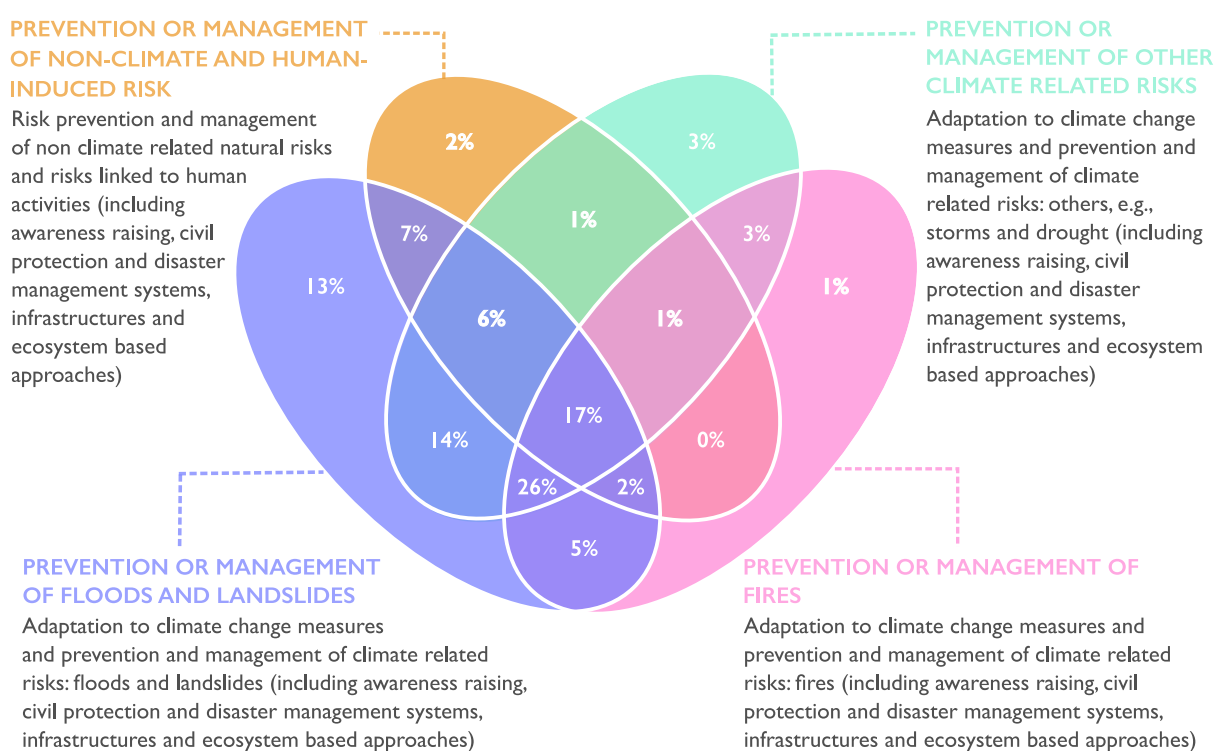 PREVENTION OR MANAGEMENT
OF NON-CLIMATE AND HUMAN-
INDUCED RISK
Risk prevention and management
of non climate related natural risks
and risks linked to human
activities (including
awareness raising, civil
protection and disaster
management systems,
infrastructures and
ecosystem based
approaches)
PREVENTION OR
MANAGEMENT OF OTHER
CLIMATE RELATED RISKS
Adaptation to climate change
measures and prevention and
management of climate
related risks: others, e.g.,
storms and drought (including
awareness raising, civil
protection and disaster
management systems,
infrastructures and ecosystem
based approaches)
2%
3%
1%
7%
3%
13%
1%
6%
1%
17%
14%
0%
26%
2%
5%
PREVENTION OR MANAGEMENT
OF FLOODS AND LANDSLIDES
Adaptation to climate change measures
and prevention and management of climate related
risks: floods and landslides (including awareness raising,
civil protection and disaster management systems,
infrastructures and ecosystem based approaches)
PREVENTION OR MANAGEMENT OF
FIRES
Adaptation to climate change measures and
prevention and management of climate related
risks: fires (including awareness raising, civil
protection and disaster management systems,
infrastructures and ecosystem based approaches)